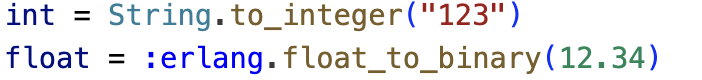 int = String.to_integer("123")
float = :erlang.float_to_binary(12.34)